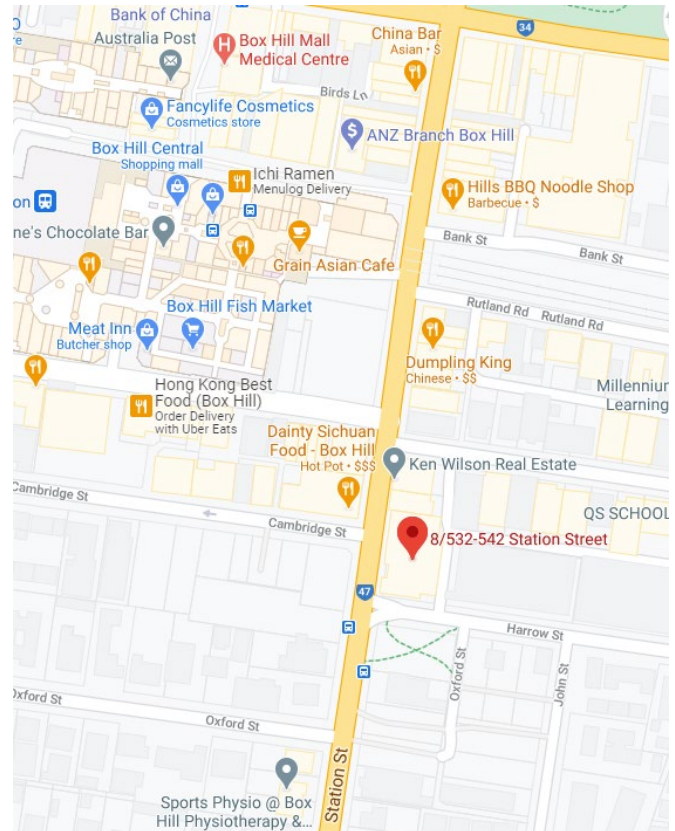 Bank of China
Australia Post
Box Hill Mall
Medical Centre
China Bar
Asian • $
34
Birds Ln
Fancylife Cosmetics
Cosmetics store
ANZ Branch Box Hill
Box Hill Central
Shopping mall
Ichi Ramen
Menulog Delivery
Hills BBQ Noodle Shop
Barbecue • $
on
ne's Chocolate Bar
Bank St
Bank St
Grain Asian Cafe
Rutland Rd
Rutland Rd
Box Hill Fish Market
Meat Inn
Butcher shop
Dumpling King
Chinese • $$
Hong Kong Best
Food (Box Hill)
Order Delivery
with Uber Eats
Millenniur
Learning
Dainty Sichuan
Food - Box Hill
Hot Pot • $$$
Ken Wilson Real Estate
Cambridge St
Cambridge St
QS SCHOOL
8/532-542 Station Street
47
Harrow St
Oxford St
John St
Oxford St
Oxford St
Station St
Sports Physio @ Box
Hill Physiotherapy &...